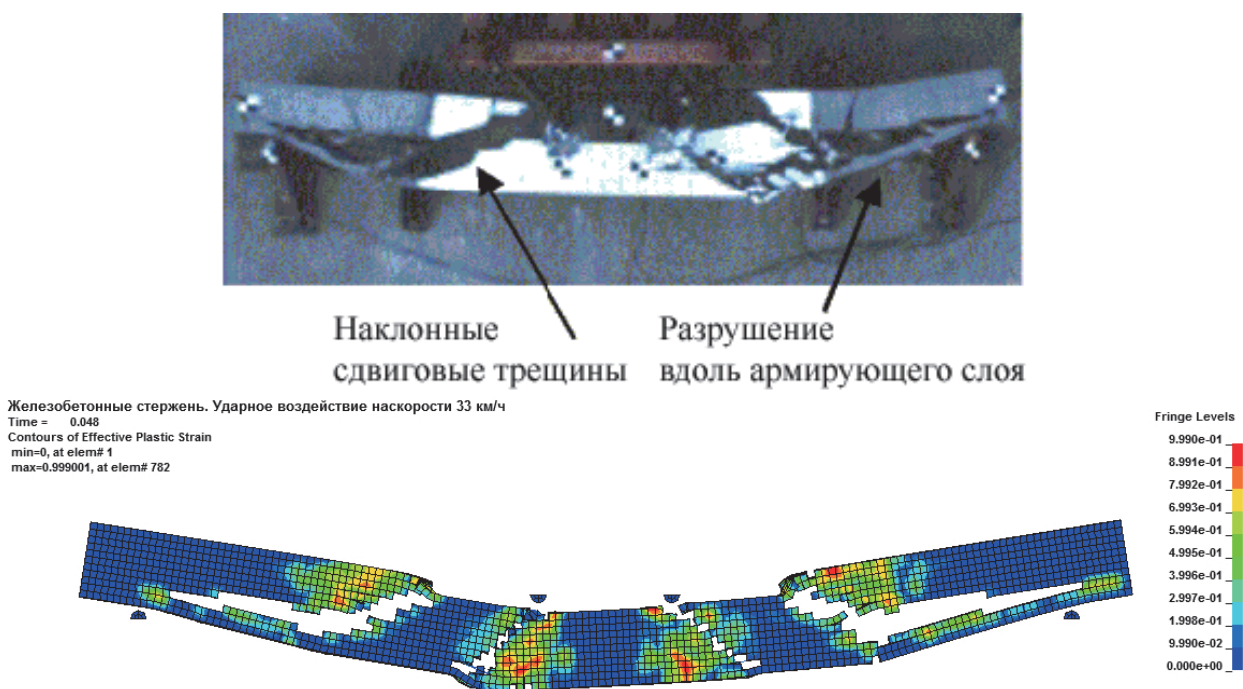 Наклонные
сдвиговые трещины
Разрушение
вдоль армирующего слоя
Железобетонные стержень. Ударное воздействие наскорости 33 км/ч
Time = 0.048
Contours of Effective Plastic Strain
min=0, at elem# 1
max=0.999001, at elem# 782
Fringe Levels
9.990e-01
8.991e-01
7.992e-01
6.993e-01
5.994e-01
4.995e-01
3.996e-01
2.997e-01
1.998e-01
9.990e-02
0.000e+00